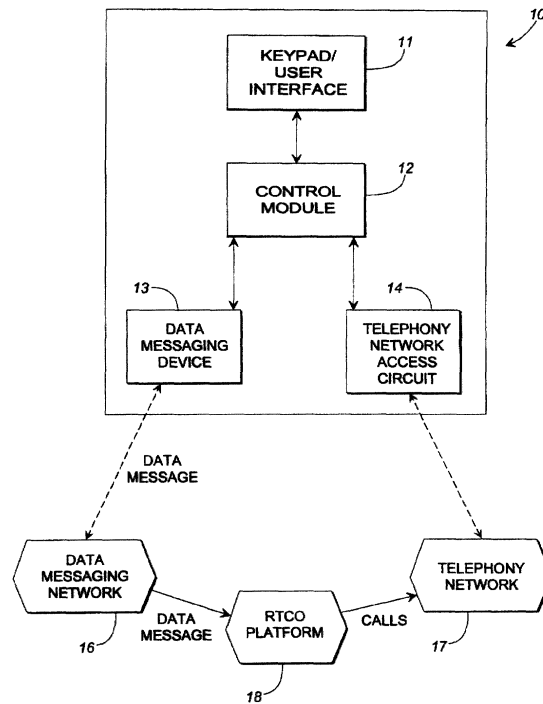 10
KEYPAD/
USER
INTERFACE
11
CONTROL
MODULE
12
13
DATA
MESSAGING
DEVICE
14
TELEPHONY
NETWORK
ACCESS
CIRCUIT
DATA
MESSAGE
DATA
MESSAGING
NETWORK
16
DATA
MESSAGE
RTCO
PLATFORM
18
CALLS
TELEPHONY
NETWORK
17